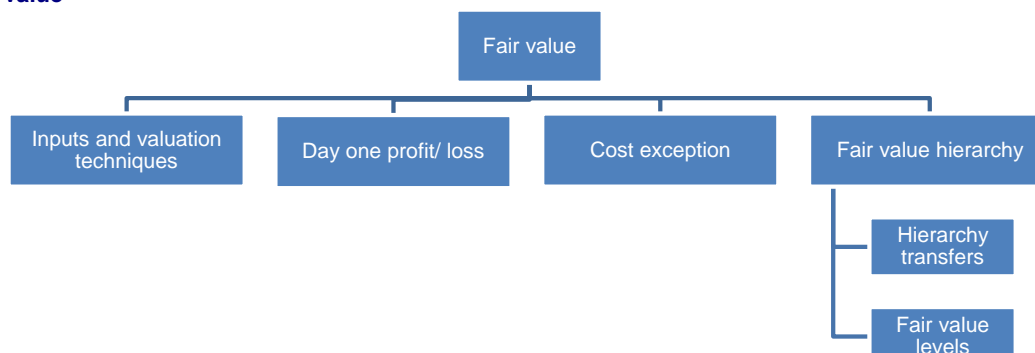 value
Fair value
Inputs and valuation
techniques
Day one profit/ loss
Cost exception
Fair value hierarchy
Hierarchy
transfers
Fair value
levels